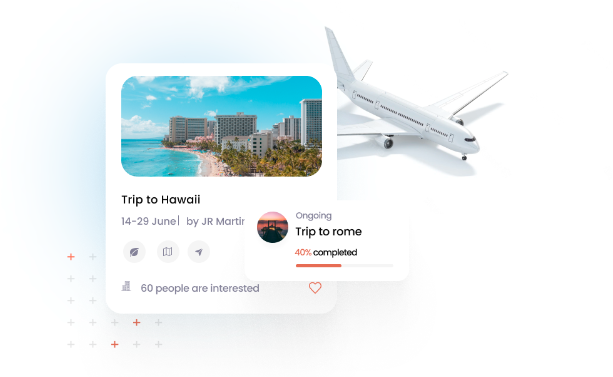 Trip to Hawaii
14-29 June | by JR Martin
60 people are interested
Ongoing
Trip to rome
40% completed